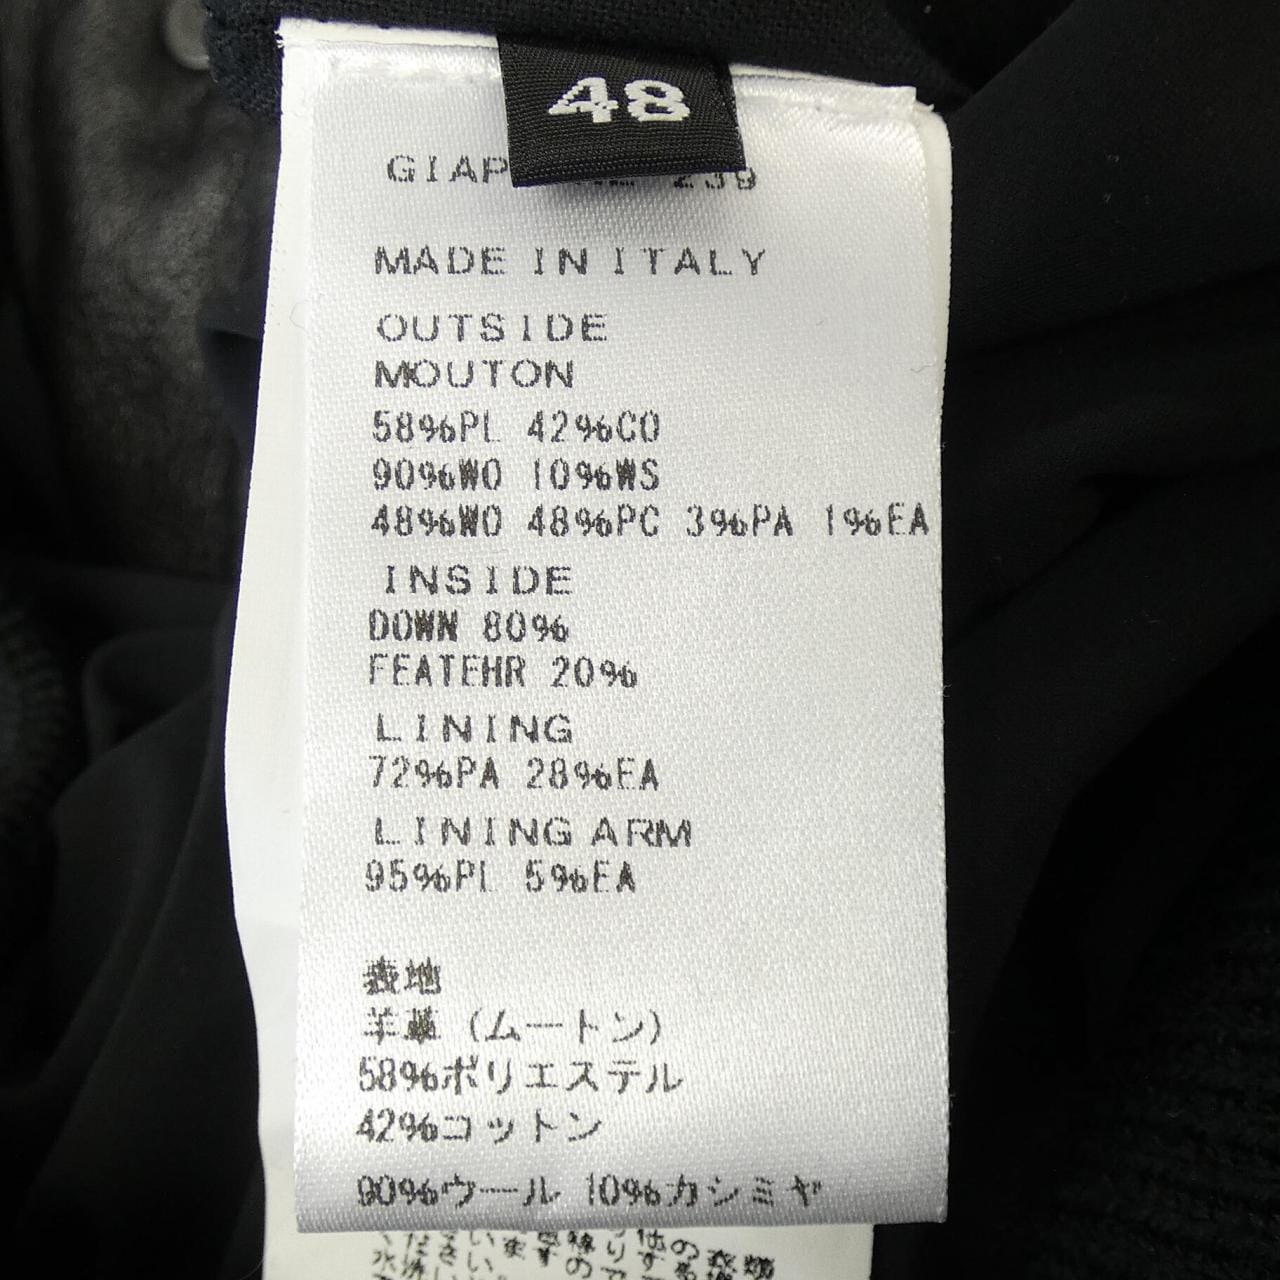 48
MADE IN ITALY
OUTSIDE
MOUTON
58%PL 42%CO
90%WO 10%WS
48%WO 48%PC 3%PA 1%EA
INSIDE
DOWN 80%
FEATEHR 20%
LINING
72%PA 28%EA
LINING ARM
95%PL 5%EA
表地
羊革 (ムートン)
58%ポリエステル
42%コットン
90%ウール 10%カシミヤ